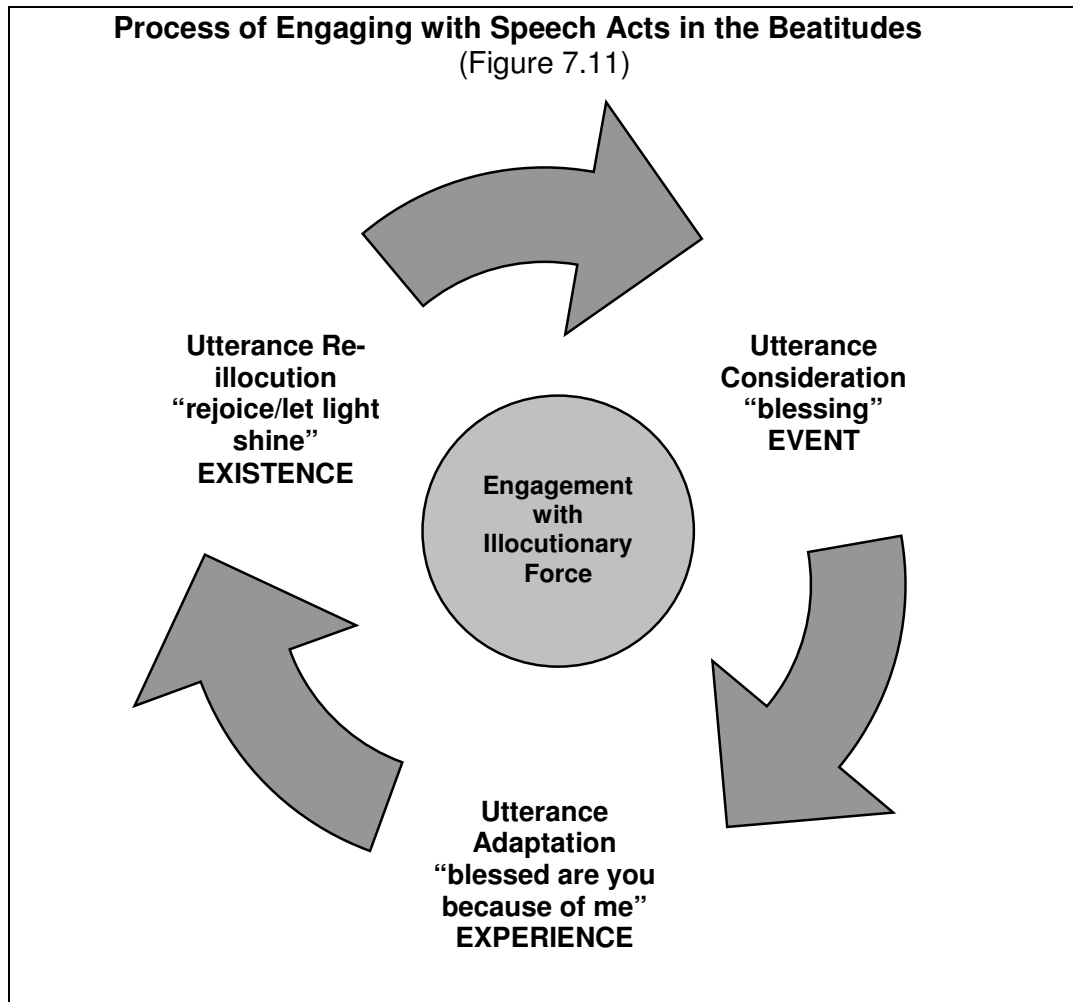 Process of Engaging with Speech Acts in the Beatitudes
(Figure 7.11)
Utterance Re-
illocution
“rejoice/let light
shine”
EXISTENCE
Utterance
Consideration
“blessing”
EVENT
Engagement
with
Illocutionary
Force
Utterance
Adaptation
“blessed are you
because of me”
EXPERIENCE